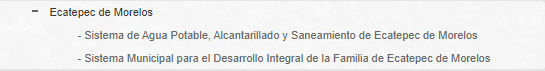 − Ecatepec de Morelos
- Sistema de Agua Potable, Alcantarillado y Saneamiento de Ecatepec de Morelos
- Sistema Municipal para el Desarrollo Integral de la Familia de Ecatepec de Morelos